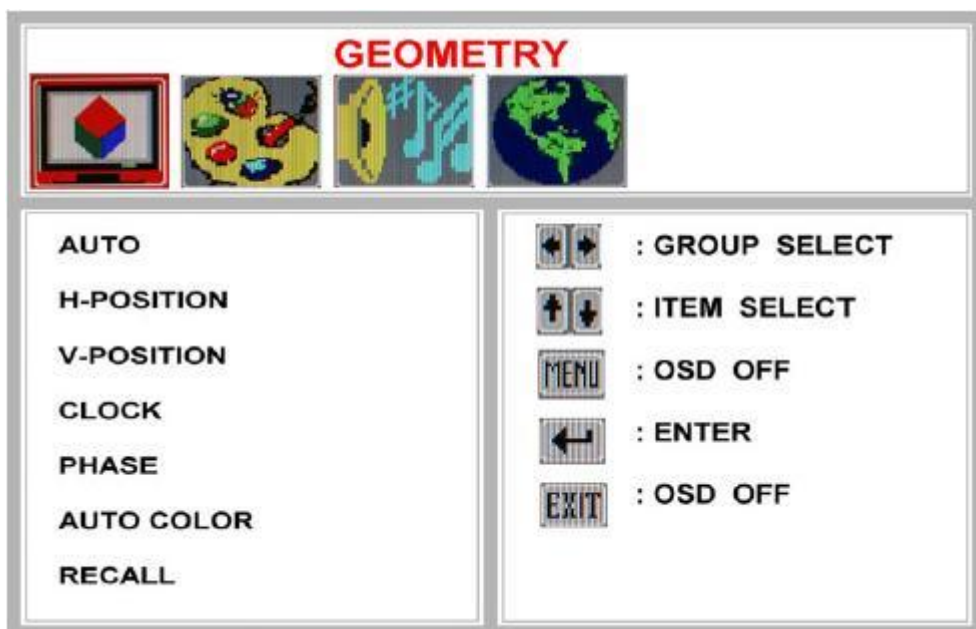 GEOMETRY
AUTO
H-POSITION
V-POSITION
CLOCK
PHASE
AUTO COLOR
RECALL
: GROUP SELECT
: ITEM SELECT
MENU : OSD OFF
: ENTER
EXIT : OSD OFF